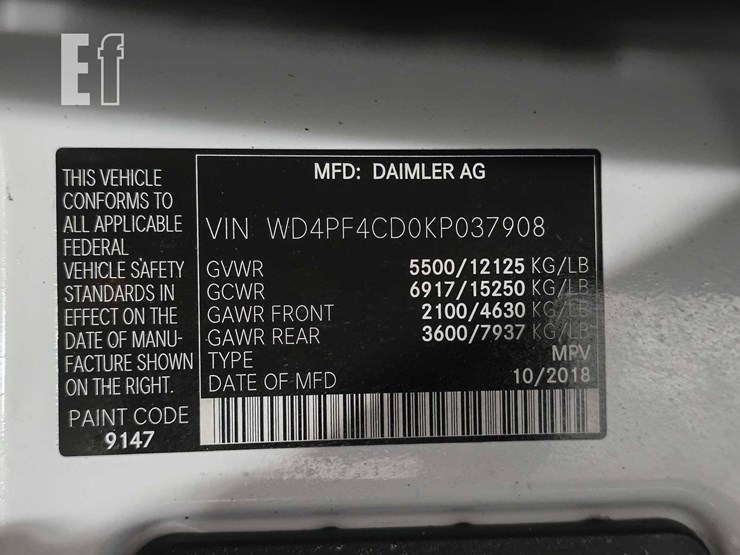 Ef
THIS VEHICLE
CONFORMS TO
ALL APPLICABLE
FEDERAL
VEHICLE SAFETY
STANDARDS IN
EFFECT ON THE
DATE OF MANU-
FACTURE SHOWN
ON THE RIGHT.
PAINT CODE
9147
MFD: DAIMLER AG
VIN WD4PF4CD0KP037908
GVWR 5500/12125 KG/LB
GCWR 6917/15250 KG/LB
GAWR FRONT 2100/4630 KG/LB
GAWR REAR 3600/7937 KG/LB
TYPE MPV
DATE OF MFD 10/2018